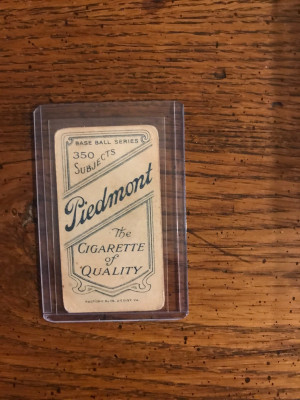 BASE BALL SERIES
350
SUBJECTS
Piedmont
The
CIGARETTE
of
QUALITY